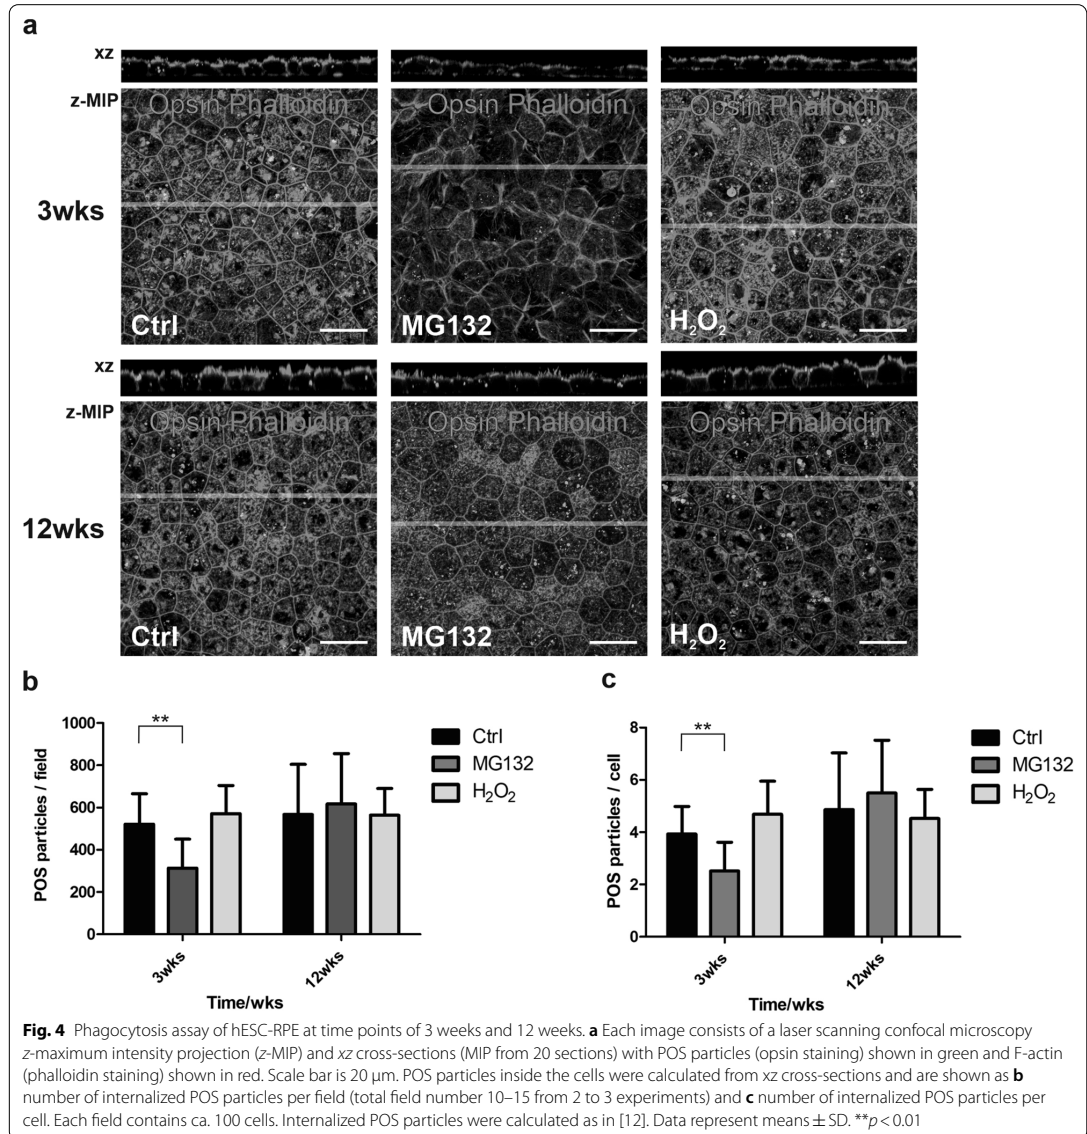 a
xz
z-MIP
Opsin Phalloidin
Opsin Phalloidin
Opsin Phalloidin
3wks
Ctrl
MG132
H₂O₂
xz
z-MIP
Opsin Phalloidin
Opsin Phalloidin
Opsin Phalloidin
12wks
Ctrl
MG132
H₂O₂
b
POS particles / field
1000
800
600
400
200
0
**
Ctrl
MG132
H₂O₂
3wks
12wks
Time/wks
c
POS particles / cell
8
6
4
2
0
**
Ctrl
MG132
H₂O₂
3wks
12wks
Time/wks
Fig. 4 Phagocytosis assay of hESC-RPE at time points of 3 weeks and 12 weeks. a Each image consists of a laser scanning confocal microscopy
z-maximum intensity projection (z-MIP) and xz cross-sections (MIP from 20 sections) with POS particles (opsin staining) shown in green and F-actin
(phalloidin staining) shown in red. Scale bar is 20 μm. POS particles inside the cells were calculated from xz cross-sections and are shown as b
number of internalized POS particles per field (total field number 10–15 from 2 to 3 experiments) and c number of internalized POS particles per
cell. Each field contains ca. 100 cells. Internalized POS particles were calculated as in [12]. Data represent means ± SD. **p < 0.01